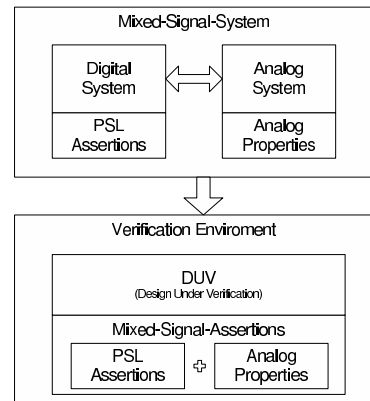 Mixed-Signal-System
Digital
System
Analog
System
PSL
Assertions
Analog
Properties
Verification Enviroment
DUV
(Design Under Verification)
Mixed-Signal-Assertions
PSL
Assertions
Analog
Properties